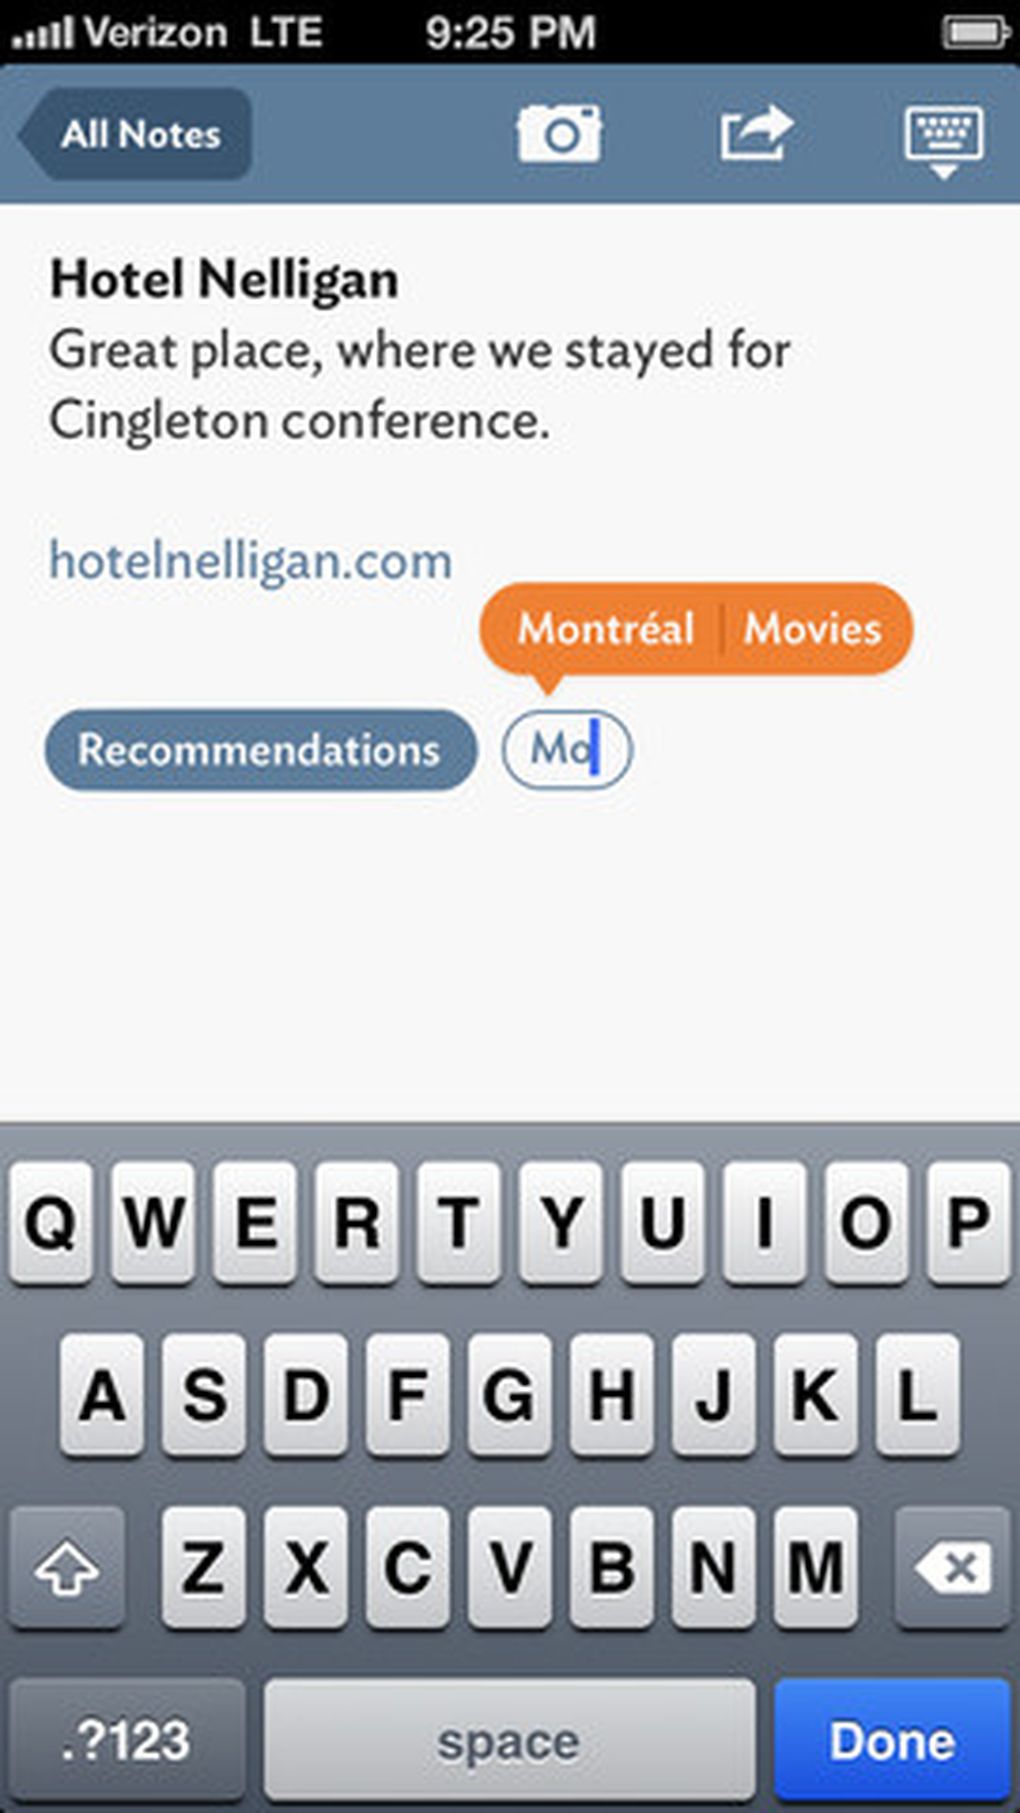 Verizon LTE 9:25 PM
All Notes
Hotel Nelligan
Great place, where we stayed for
Cingleton conference.
hotelnelligan.com
Montréal Movies
Recommendations Mo
Q W E R T Y U I O P
A S D F G H J K L
Z X C V B N M
.?123 space Done